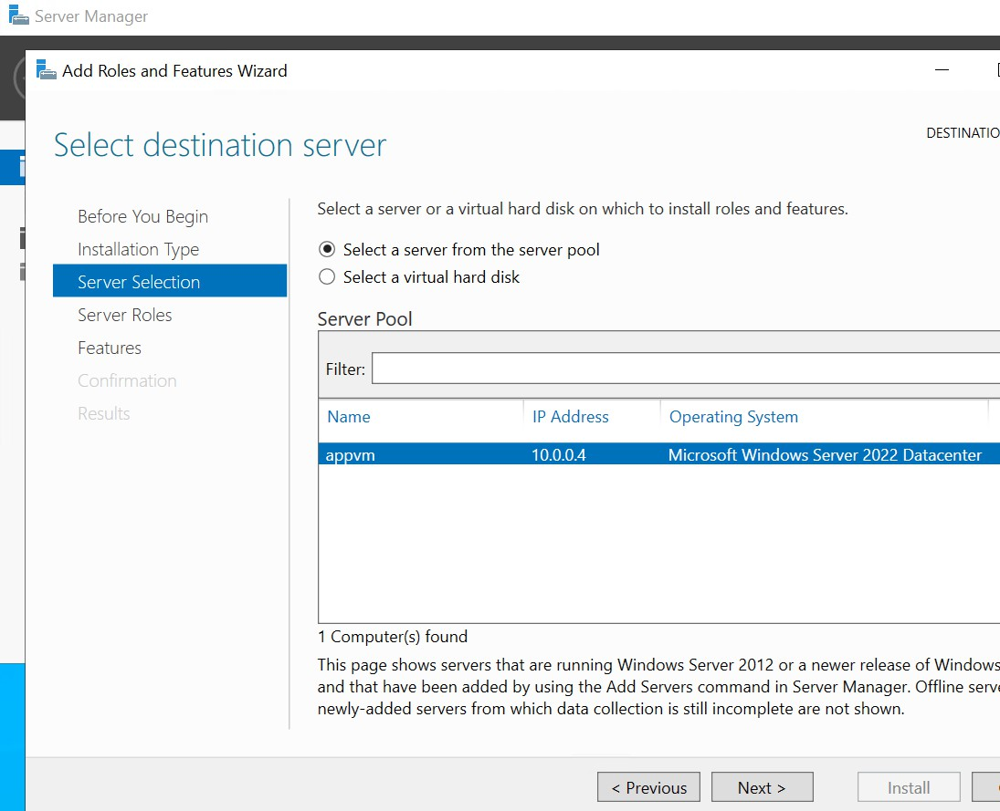 Server Manager
Add Roles and Features Wizard
Select destination server
DESTINATIO
Before You Begin
Installation Type
Server Selection
Server Roles
Features
Confirmation
Results
Select a server or a virtual hard disk on which to install roles and features.
Select a server from the server pool
Select a virtual hard disk
Server Pool
Filter:
Name IP Address Operating System
appvm 10.0.0.4 Microsoft Windows Server 2022 Datacenter
1 Computer(s) found
This page shows servers that are running Windows Server 2012 or a newer release of Windows
and that have been added by using the Add Servers command in Server Manager. Offline serve
newly-added servers from which data collection is still incomplete are not shown.
< Previous Next > Install